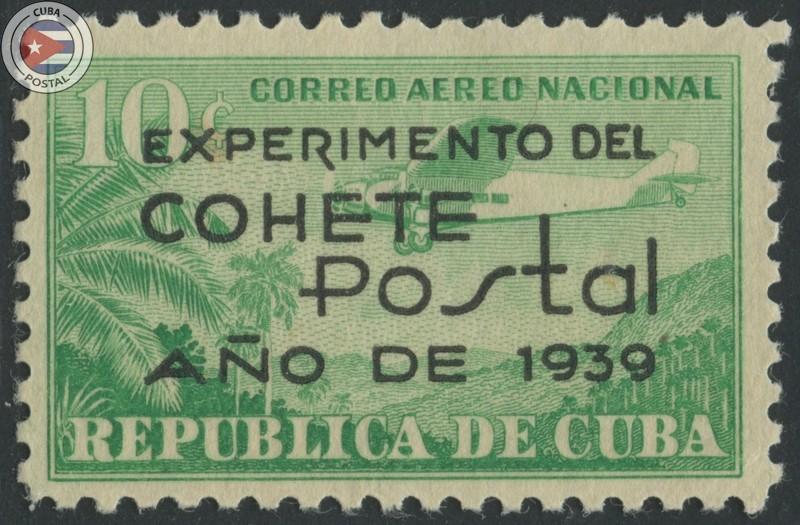 CUBA
POSTAL
10¢
CORREO AEREO NACIONAL
EXPERIMENTO DEL
COHETE
Postal
AÑO DE 1939
REPUBLICA DE CUBA